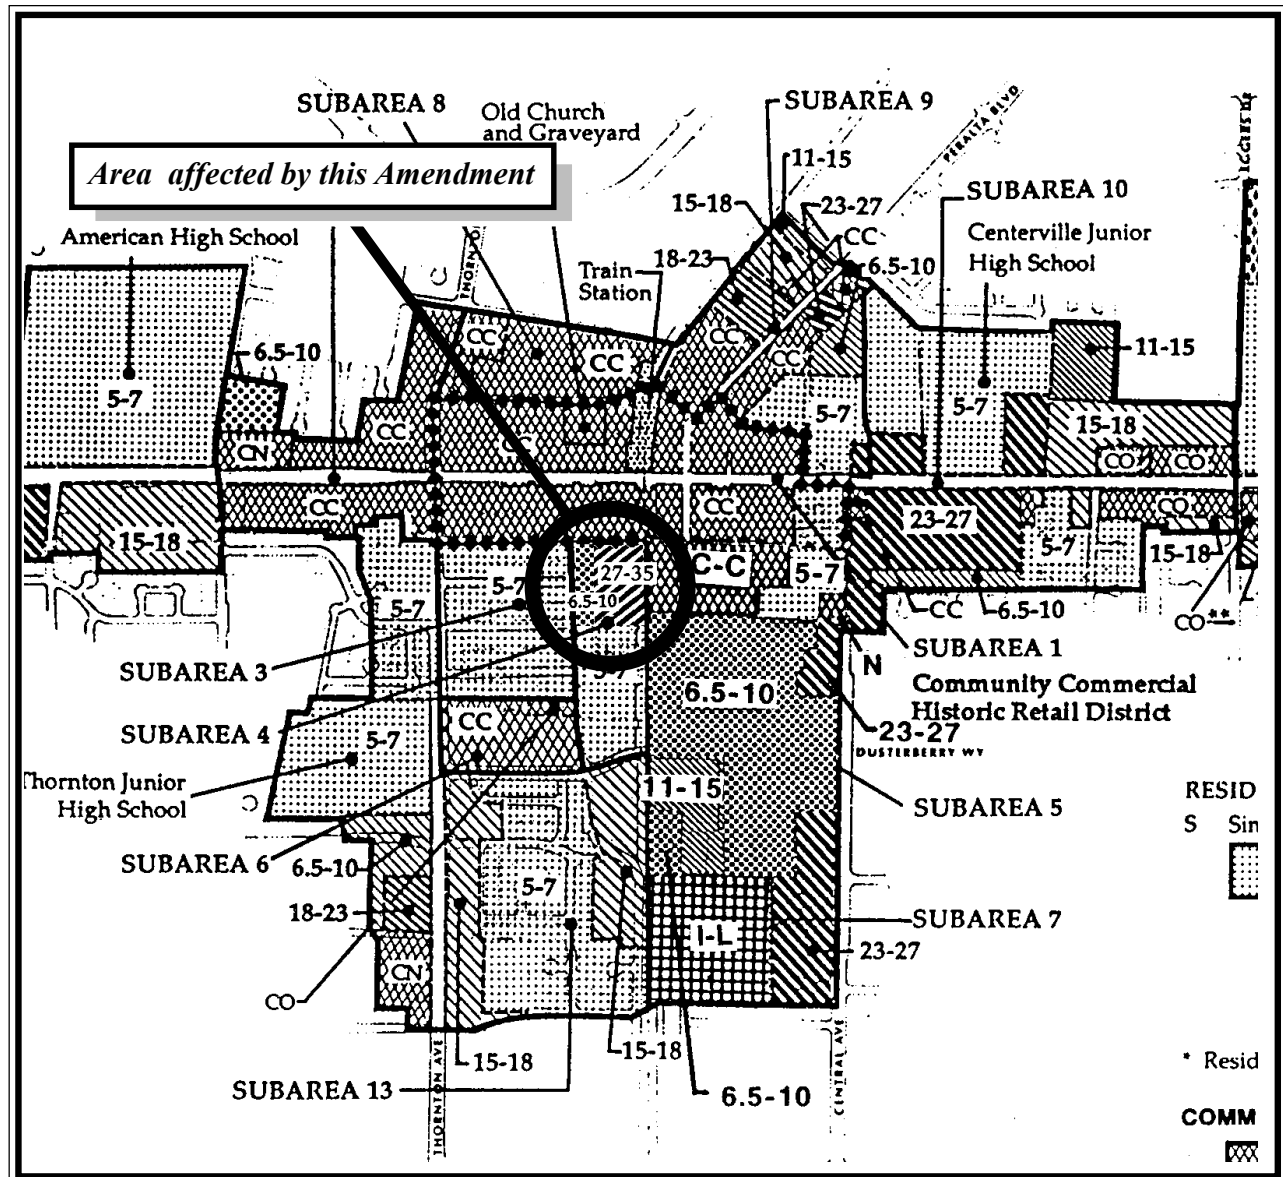 SUBAREA 8
Old Church
and Graveyard
SUBAREA 9
PERALTA BLVD
Area affected by this Amendment
11-15
15-18
23-27
SUBAREA 10
American High School
THORNTON
CC
Centerville Junior
High School
Train
Station
18-23
6.5-10
6.5-10
CC
CC
CC
CC
11-15
5-7
5-7
5-7
15-18
CC
CN
CO
CO
CC
CC
23-27
CO
15-18
C-C
27-35
5-7
5-7
15-18
5-7
6.5-10
5-7
CC
6.5-10
CO **
SUBAREA 3
SUBAREA 1
N
6.5-10
Community Commercial
Historic Retail District
CC
SUBAREA 4
5-7
23-27
DUSTERBERRY WY
Thornton Junior
High School
11-15
RESID
SUBAREA 5
S Sin
SUBAREA 6
6.5-10
5-7
15-18
18-23
SUBAREA 7
I-L
23-27
CN
CO
15-18
15-18
* Resid
SUBAREA 13
6.5-10
THORNTON AVE
CENTRAL AVE
COMM